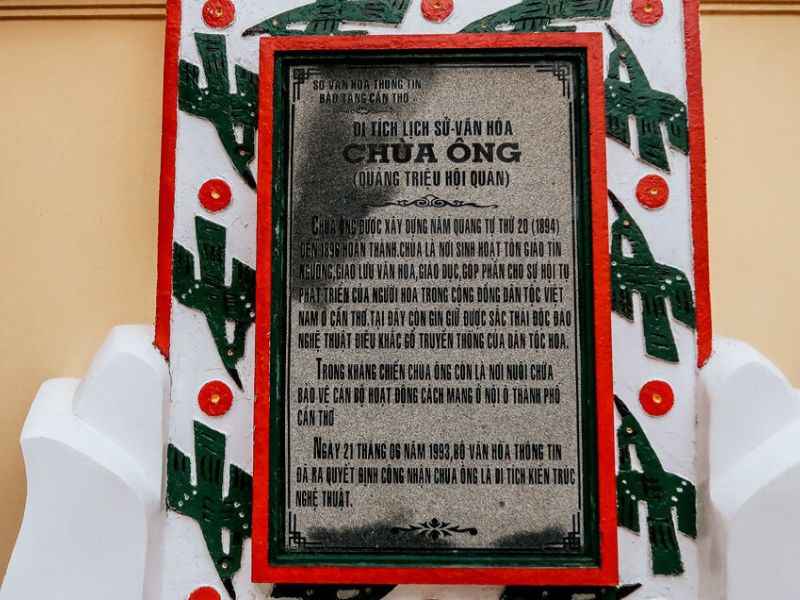 SỞ VĂN HÓA THÔNG TIN
BẢO TÀNG CẦN THƠ
DI TÍCH LỊCH SỬ-VĂN HÓA
CHÙA ÔNG
(QUẢNG TRIỆU HỘI QUÁN)
CHÙA ÔNG ĐƯỢC XÂY DỰNG NĂM QUANG TỰ THỨ 20 (1894)
ĐẾN 1896 HOÀN THÀNH.CHÙA LÀ NƠI SINH HOẠT TÔN GIÁO TÍN
NGƯỠNG,GIAO LƯU VĂN HÓA,GIÁO DỤC,GÓP PHẦN CHO SỰ HỘI TỤ
PHÁT TRIỂN CỦA NGƯỜI HOA TRONG CỘNG ĐỒNG DÂN TỘC VIỆT
NAM Ở CẦN THƠ TẠI ĐÂY CÒN GÌN GIỮ ĐƯỢC SẮC THÁI ĐỘC ĐÁO
NGHỆ THUẬT ĐIÊU KHẮC GỖ TRUYỀN THỐNG CỦA DÂN TỘC HOA.
TRONG KHÁNG CHIẾN CHÙA ÔNG CÒN LÀ NƠI NUÔI CHỨA
BẢO VỆ CÁN BỘ HOẠT ĐỘNG CÁCH MẠNG Ở NỘI Ô THÀNH PHỐ
CẦN THƠ
NGÀY 21 THÁNG 06 NĂM 1993,BỘ VĂN HÓA THÔNG TIN
ĐÃ RA QUYẾT ĐỊNH CÔNG NHẬN CHÙA ÔNG LÀ DI TÍCH KIẾN TRÚC
NGHỆ THUẬT.